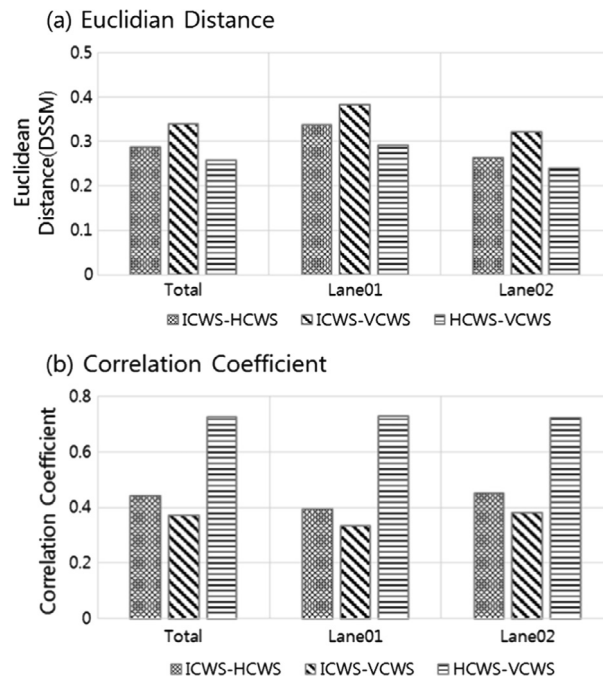 (a) Euclidian Distance
Euclidean
Distance(DSSM)
0.5
0.4
0.3
0.2
0.1
0
Total Lane01 Lane02
ICWS-HCWS ICWS-VCWS HCWS-VCWS
(b) Correlation Coefficient
Correlation Coefficient
0.8
0.6
0.4
0.2
0
Total Lane01 Lane02
ICWS-HCWS ICWS-VCWS HCWS-VCWS